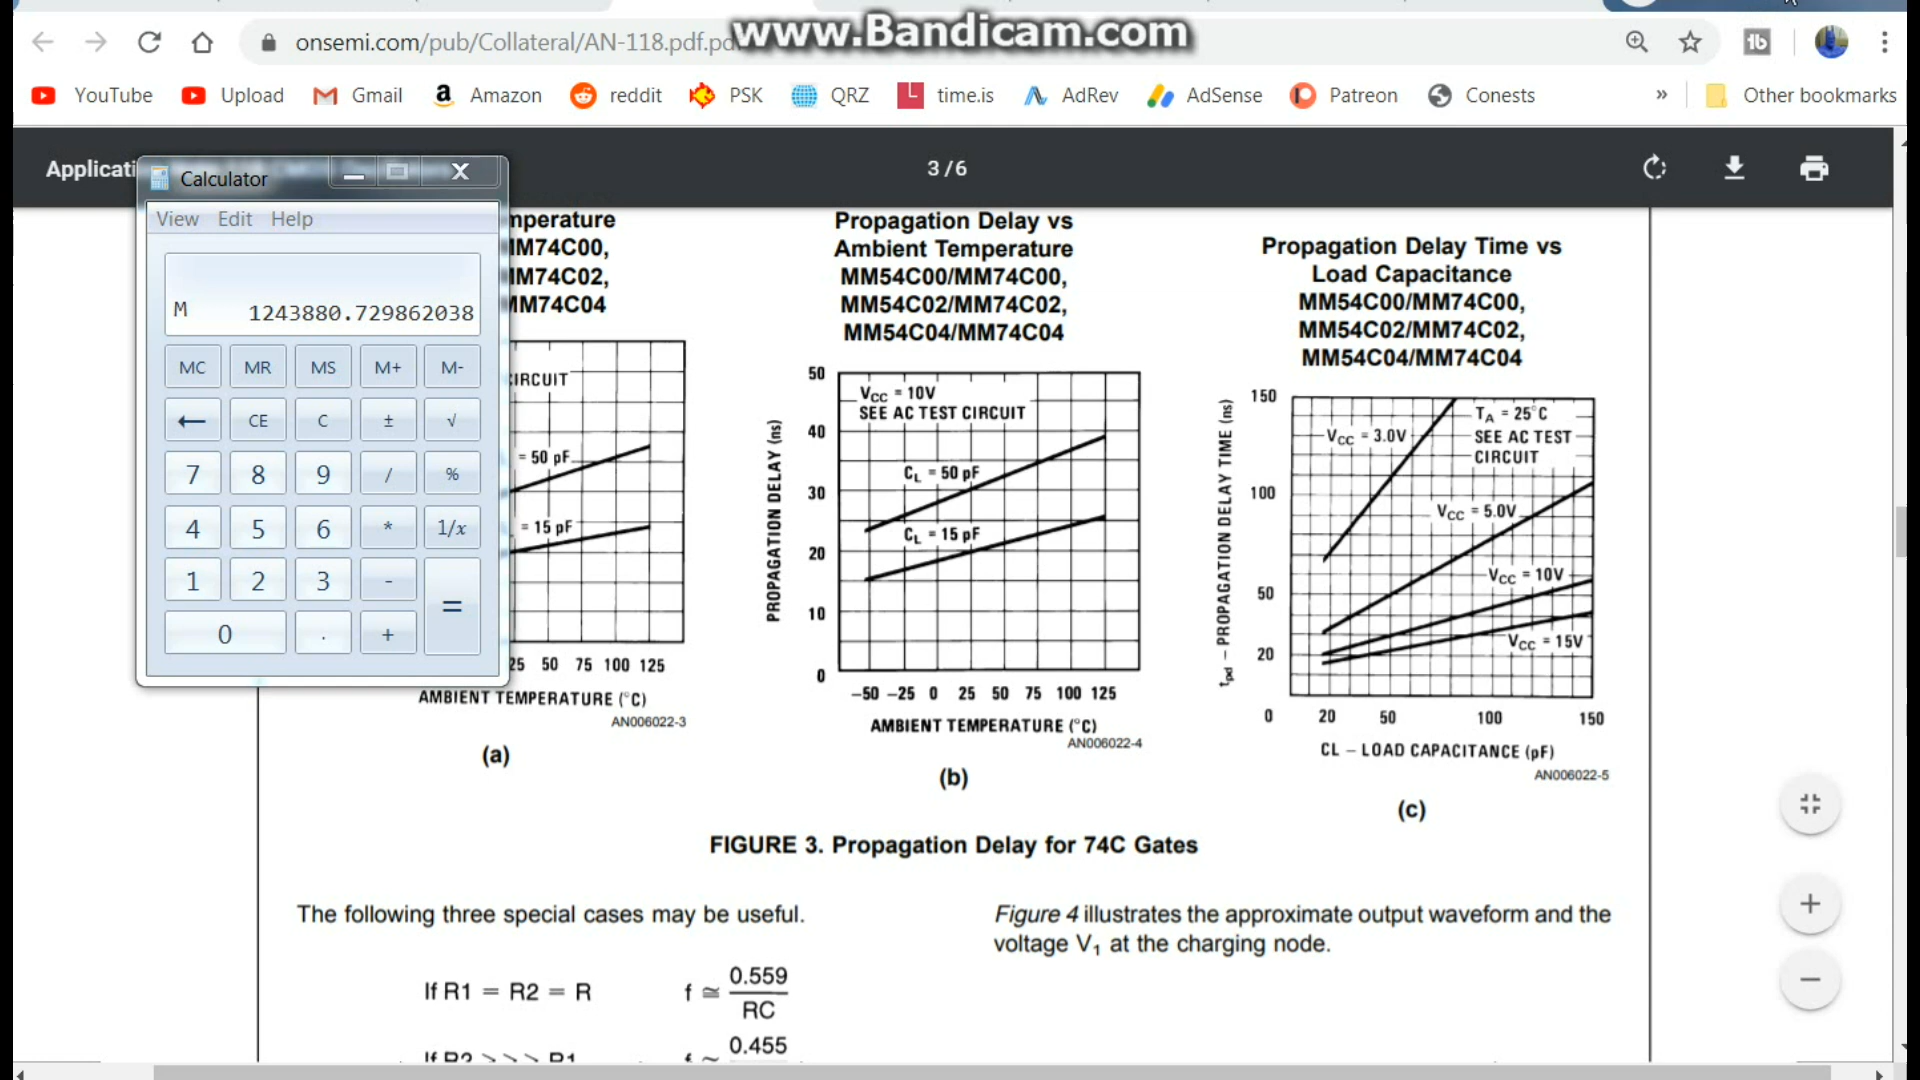 www.Bandicam.com
onsemi.com/pub/Collateral/AN-118.pdf.pd
YouTube Upload Gmail Amazon reddit PSK QRZ time.is AdRev AdSense Patreon Conests » Other bookmarks
Applicati
3 / 6
Calculator
View Edit Help
M 1243880.729862038
MC MR MS M+ M-
← CE C ± √
7 8 9 / %
4 5 6 * 1/x
1 2 3 -
0 . + =
mperature
MM74C00,
MM74C02,
MM74C04
CIRCUIT
= 50 pF
= 15 pF
25 50 75 100 125
AMBIENT TEMPERATURE (°C)
AN006022-3
(a)
Propagation Delay vs
Ambient Temperature
MM54C00/MM74C00,
MM54C02/MM74C02,
MM54C04/MM74C04
PROPAGATION DELAY (ns)
50
40
30
20
10
0
VCC = 10V
SEE AC TEST CIRCUIT
CL = 50 pF
CL = 15 pF
−50 −25 0 25 50 75 100 125
AMBIENT TEMPERATURE (°C)
AN006022-4
(b)
Propagation Delay Time vs
Load Capacitance
MM54C00/MM74C00,
MM54C02/MM74C02,
MM54C04/MM74C04
tpd – PROPAGATION DELAY TIME (ns)
150
100
50
20
0
TA = 25°C
SEE AC TEST
CIRCUIT
VCC = 3.0V
VCC = 5.0V
VCC = 10V
VCC = 15V
20 50 100 150
CL – LOAD CAPACITANCE (pF)
AN006022-5
(c)
FIGURE 3. Propagation Delay for 74C Gates
The following three special cases may be useful.
If R1 = R2 = R f ≅ 0.559
RC
If R2 >>> R1 f ≅ 0.455
Figure 4 illustrates the approximate output waveform and the
voltage V1 at the charging node.